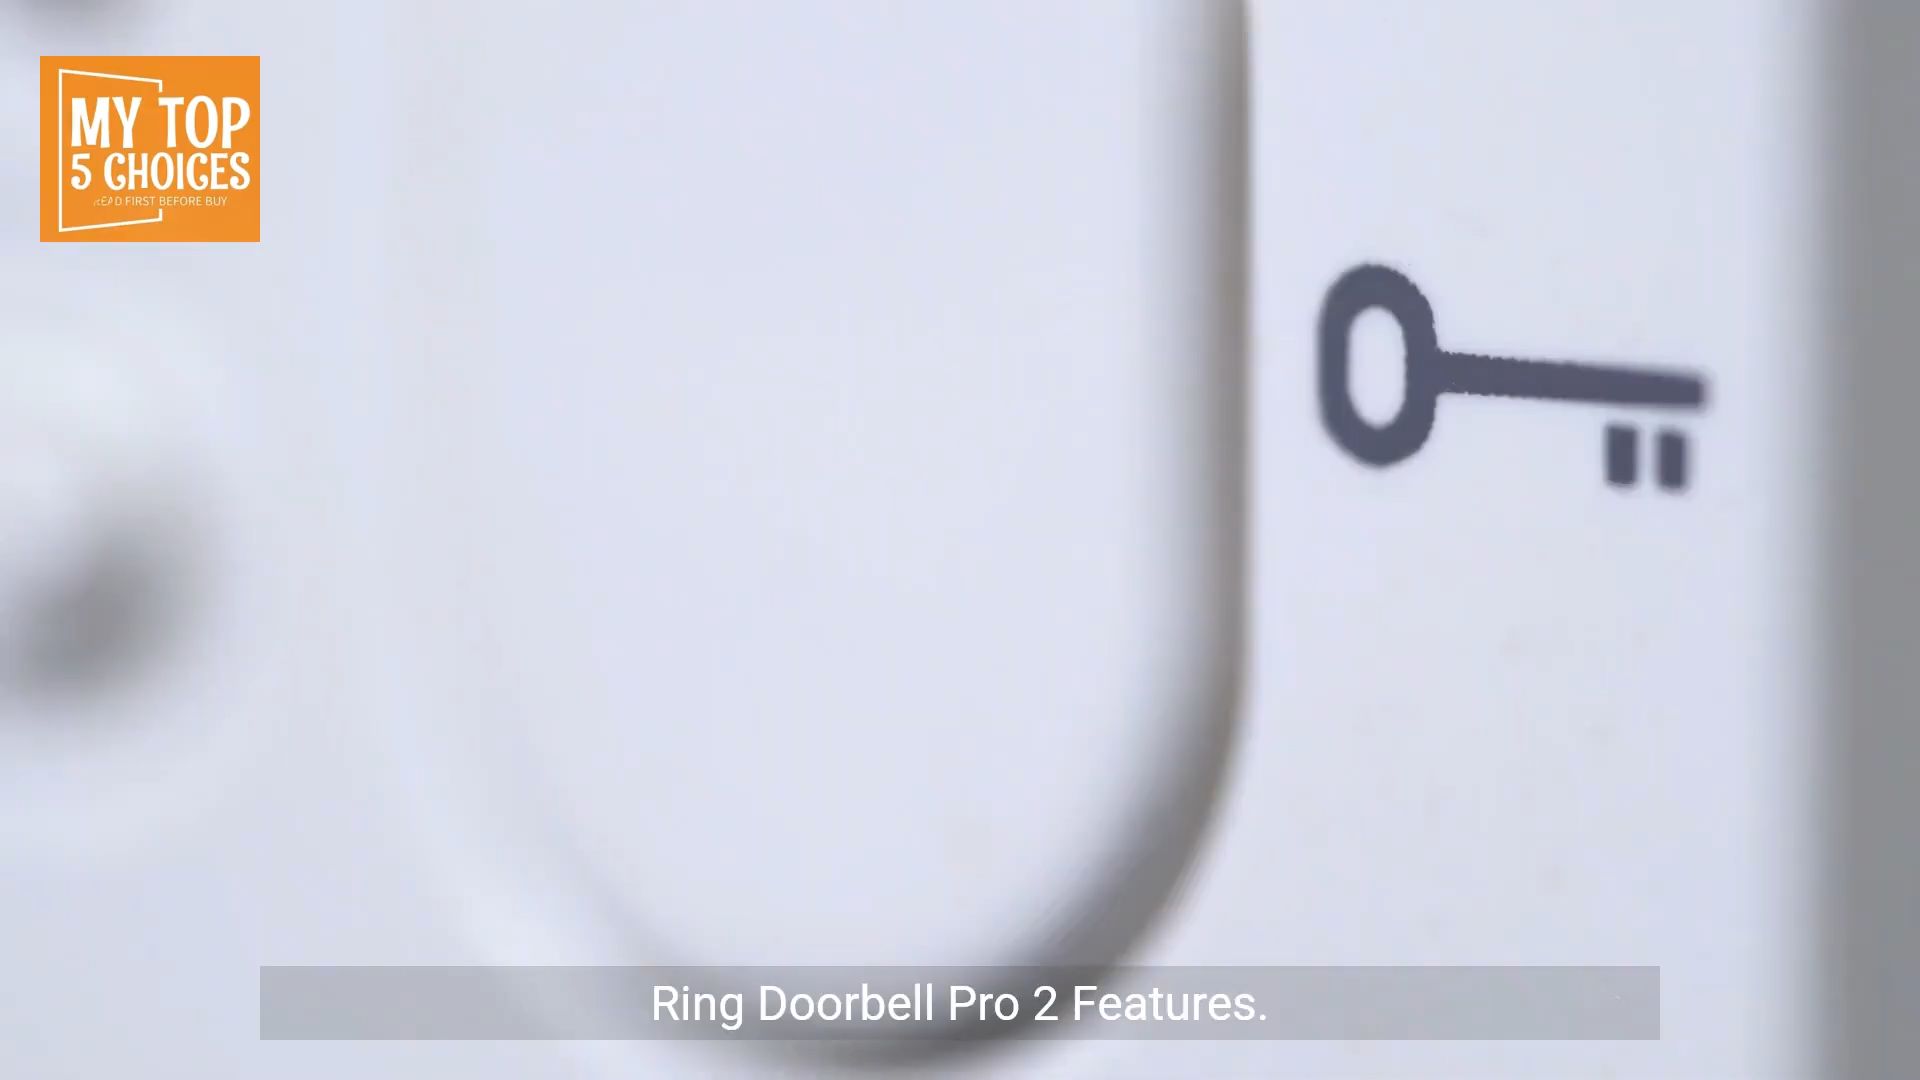 MY TOP
5 CHOICES
READ FIRST BEFORE BUY
Ring Doorbell Pro 2 Features.